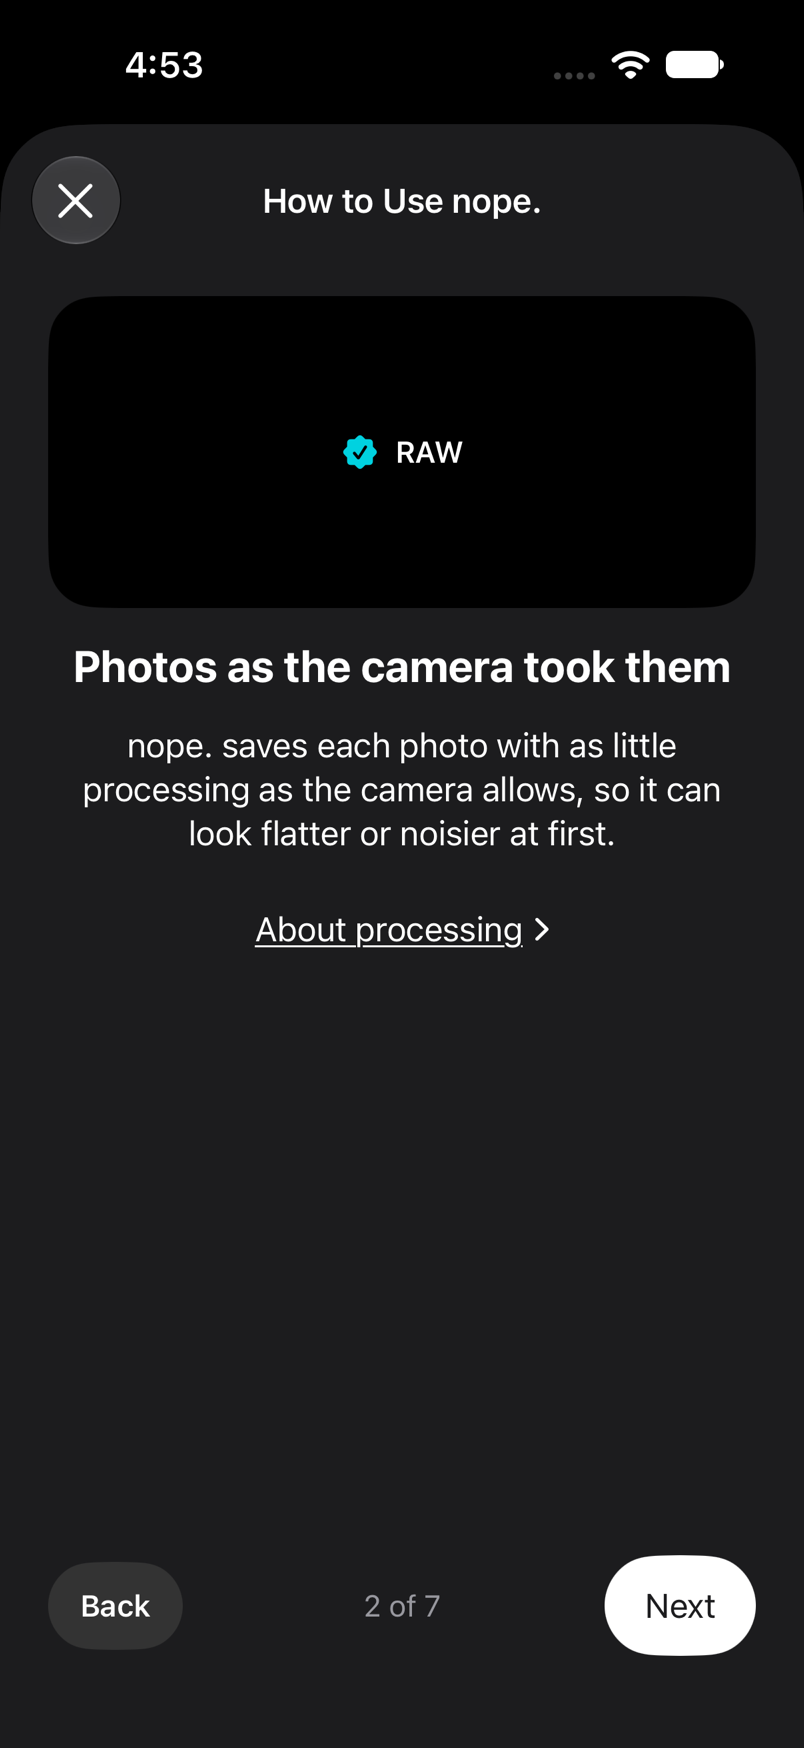 4:53
How to Use nope.
RAW
Photos as the camera took them
nope. saves each photo with as little
processing as the camera allows, so it can
look flatter or noisier at first.
About processing
Back
2 of 7
Next